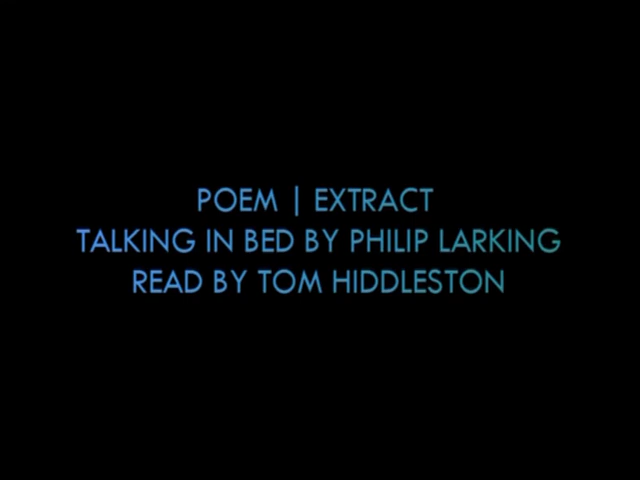 POEM | EXTRACT
TALKING IN BED BY PHILIP LARKING
READ BY TOM HIDDLESTON